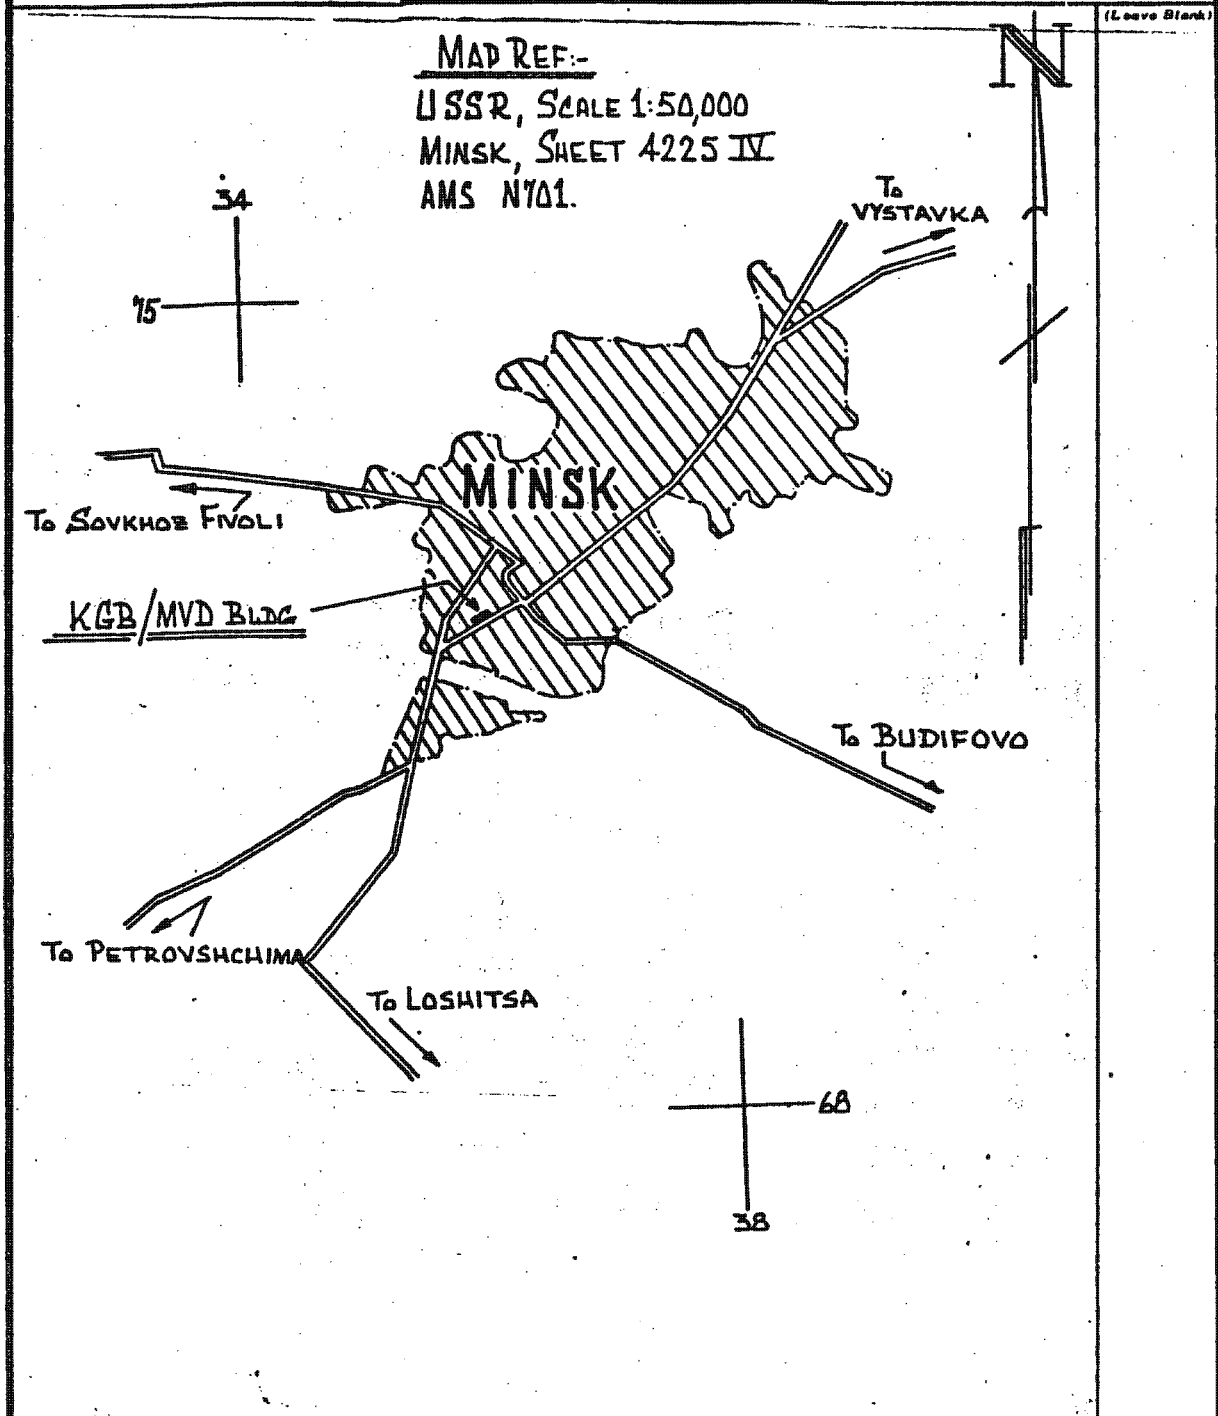 (Leave Blank)
N
MAP REF:-
USSR, SCALE 1:50,000
MINSK, SHEET 4225 IV
AMS N701.
34
75
To
VYSTAVKA
MINSK
To SOVKHOZ FIVOLI
KGB/MVD BLDG
To BUDIFOVO
To PETROVSHCHIMA
To LOSHITSA
68
38